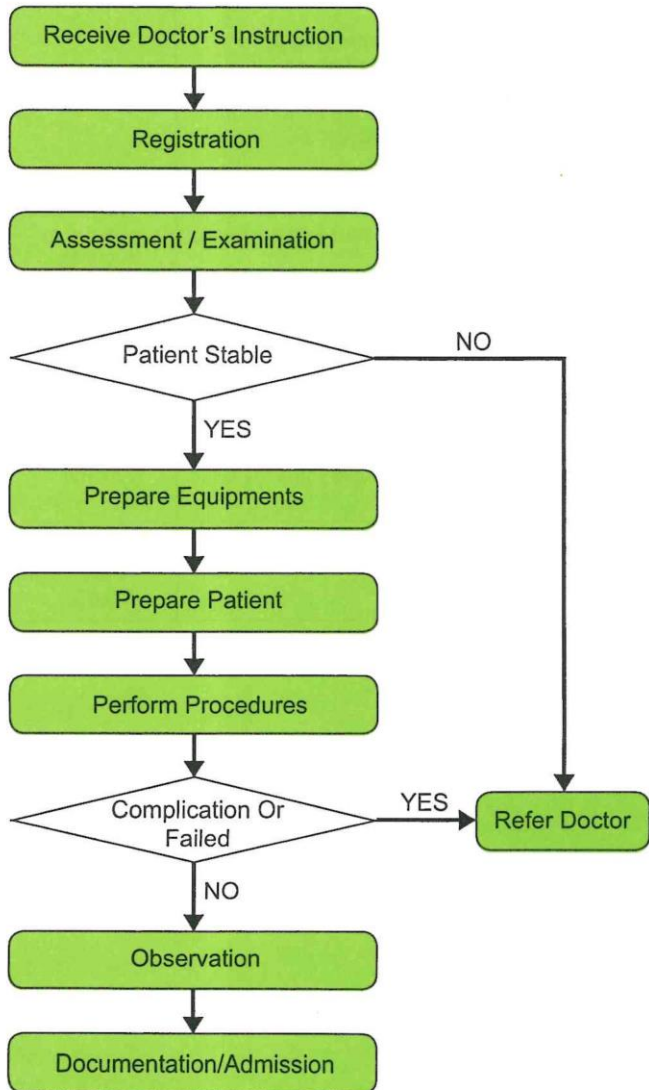 Receive Doctor's Instruction
Registration
Assessment / Examination
Patient Stable
NO
YES
Prepare Equipments
Prepare Patient
Perform Procedures
Complication Or
Failed
YES
Refer Doctor
NO
Observation
Documentation/Admission